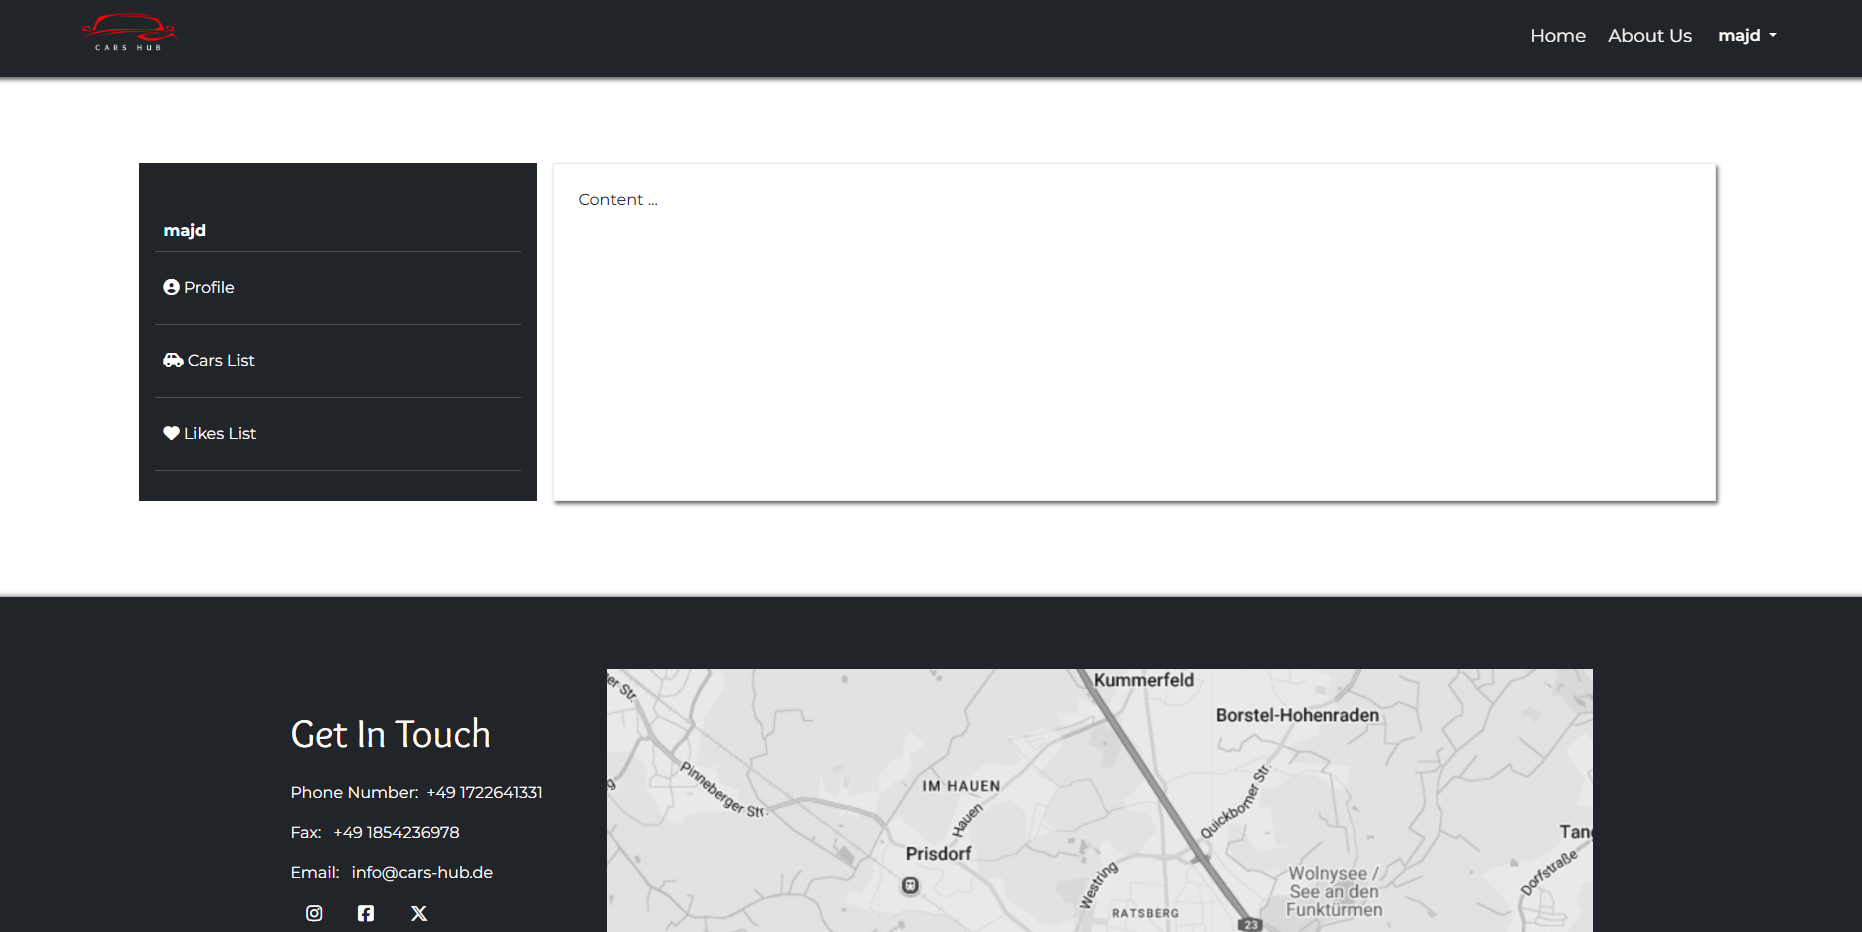 CARS HUB
Home About Us majd
majd
Profile
Cars List
Likes List
Content ...
Get In Touch
Phone Number: +49 1722641331
Fax: +49 1854236978
Email: info@cars-hub.de
er Str.
Kummerfeld
Borstel-Hohenraden
g
Pinneberger Str.
IM HAUEN
Hauen
Quickborner Str.
Tang
Prisdorf
Westring
Wolnysee /
See an den
Funktürmen
Dorfstraße
RATSBERG
23